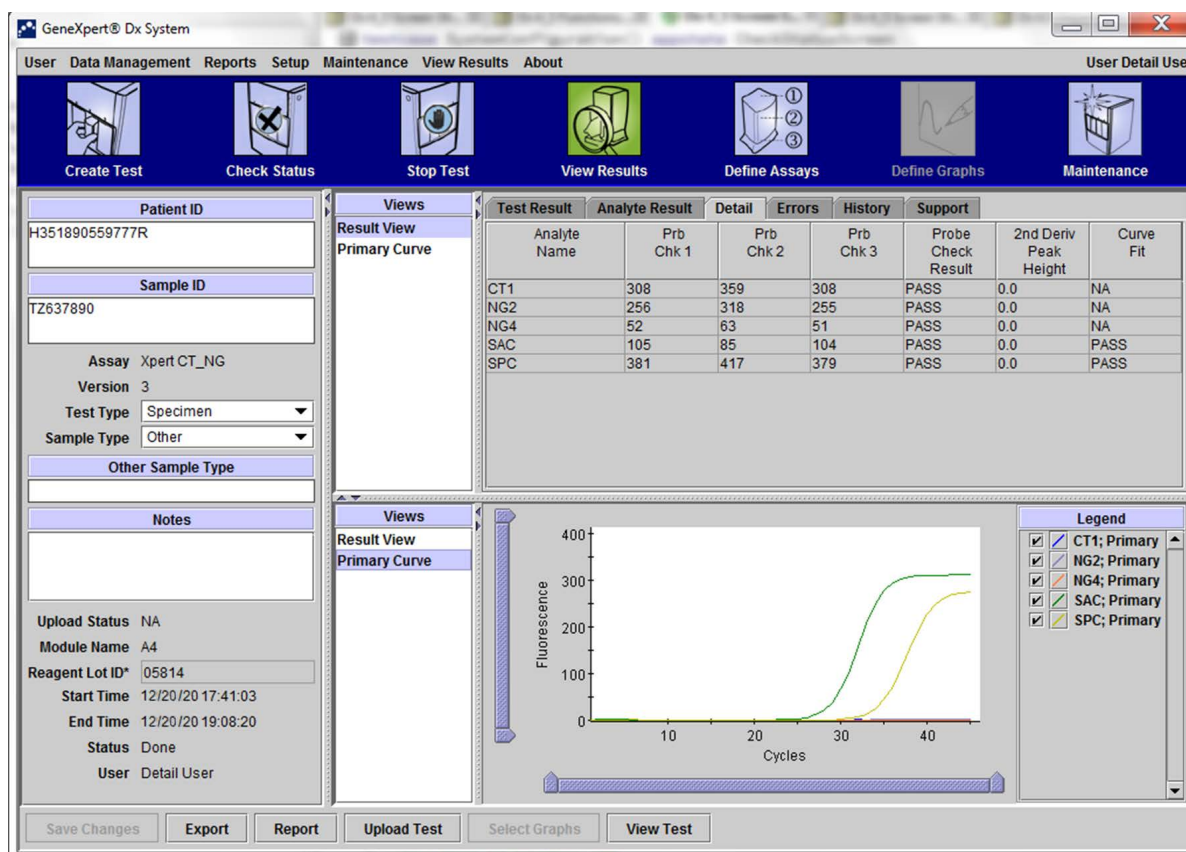 GeneXpert® Dx System
User Data Management Reports Setup Maintenance View Results About User Detail Use
Create Test Check Status Stop Test View Results Define Assays Define Graphs Maintenance
Patient ID
H351890559777R
Sample ID
TZ637890
Assay Xpert CT_NG
Version 3
Test Type Specimen
Sample Type Other
Other Sample Type
Notes
Upload Status NA
Module Name A4
Reagent Lot ID* 05814
Start Time 12/20/20 17:41:03
End Time 12/20/20 19:08:20
Status Done
User Detail User
Views
Result View
Primary Curve
Test Result Analyte Result Detail Errors History Support
Analyte Name Prb Chk 1 Prb Chk 2 Prb Chk 3 Probe Check Result 2nd Deriv Peak Height Curve Fit
CT1 308 359 308 PASS 0.0 NA
NG2 256 318 255 PASS 0.0 NA
NG4 52 63 51 PASS 0.0 NA
SAC 105 85 104 PASS 0.0 PASS
SPC 381 417 379 PASS 0.0 PASS
Views
Result View
Primary Curve
400
300
200
100
0
Fluorescence
10 20 30 40
Cycles
Legend
CT1; Primary
NG2; Primary
NG4; Primary
SAC; Primary
SPC; Primary
Save Changes Export Report Upload Test Select Graphs View Test